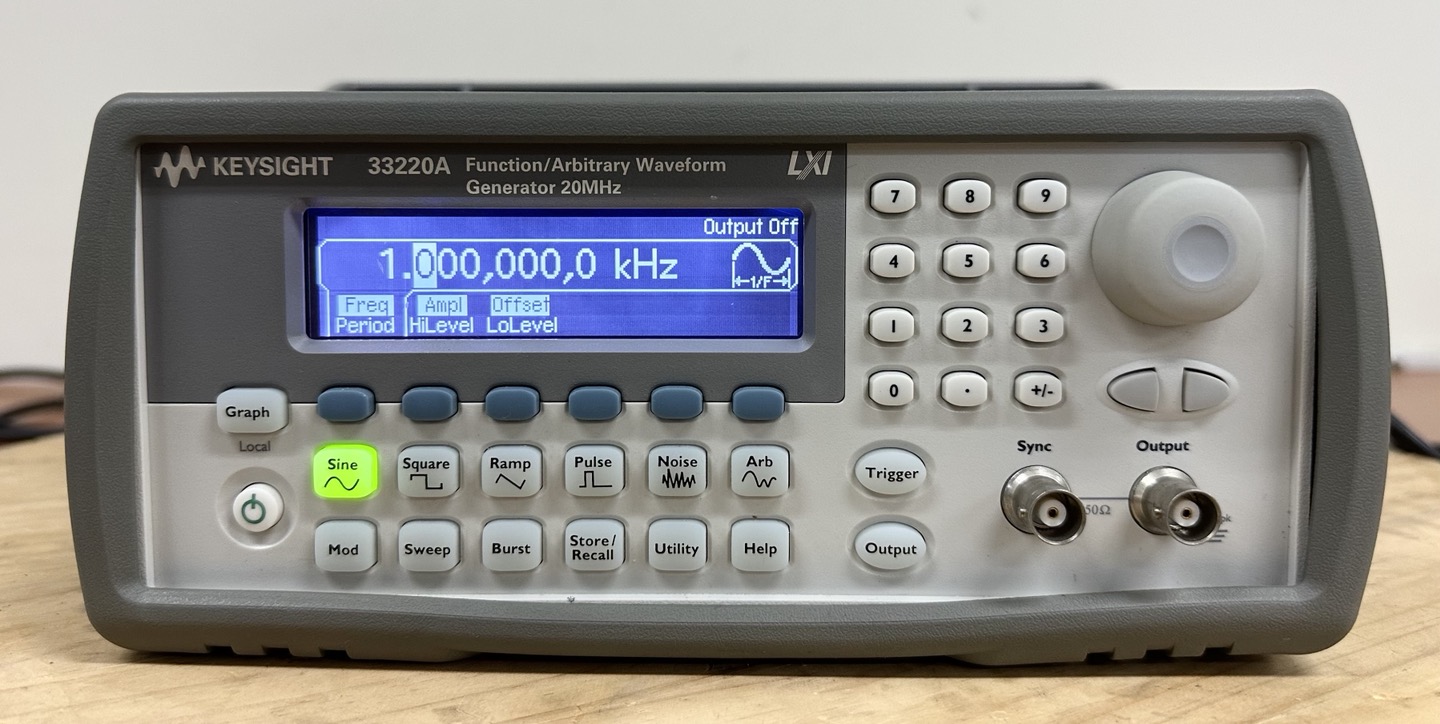 KEYSIGHT 33220A Function/Arbitrary Waveform
Generator 20MHz
LXI
Output Off
1.000,000,0 kHz
1/F
Freq Ampl Offset
Period HiLevel LoLevel
7 8 9
4 5 6
1 2 3
0 . +/-
Graph
Local
Sine Square Ramp Pulse Noise Arb
Mod Sweep Burst Store/
Recall Utility Help
Trigger
Output
Sync Output
50Ω